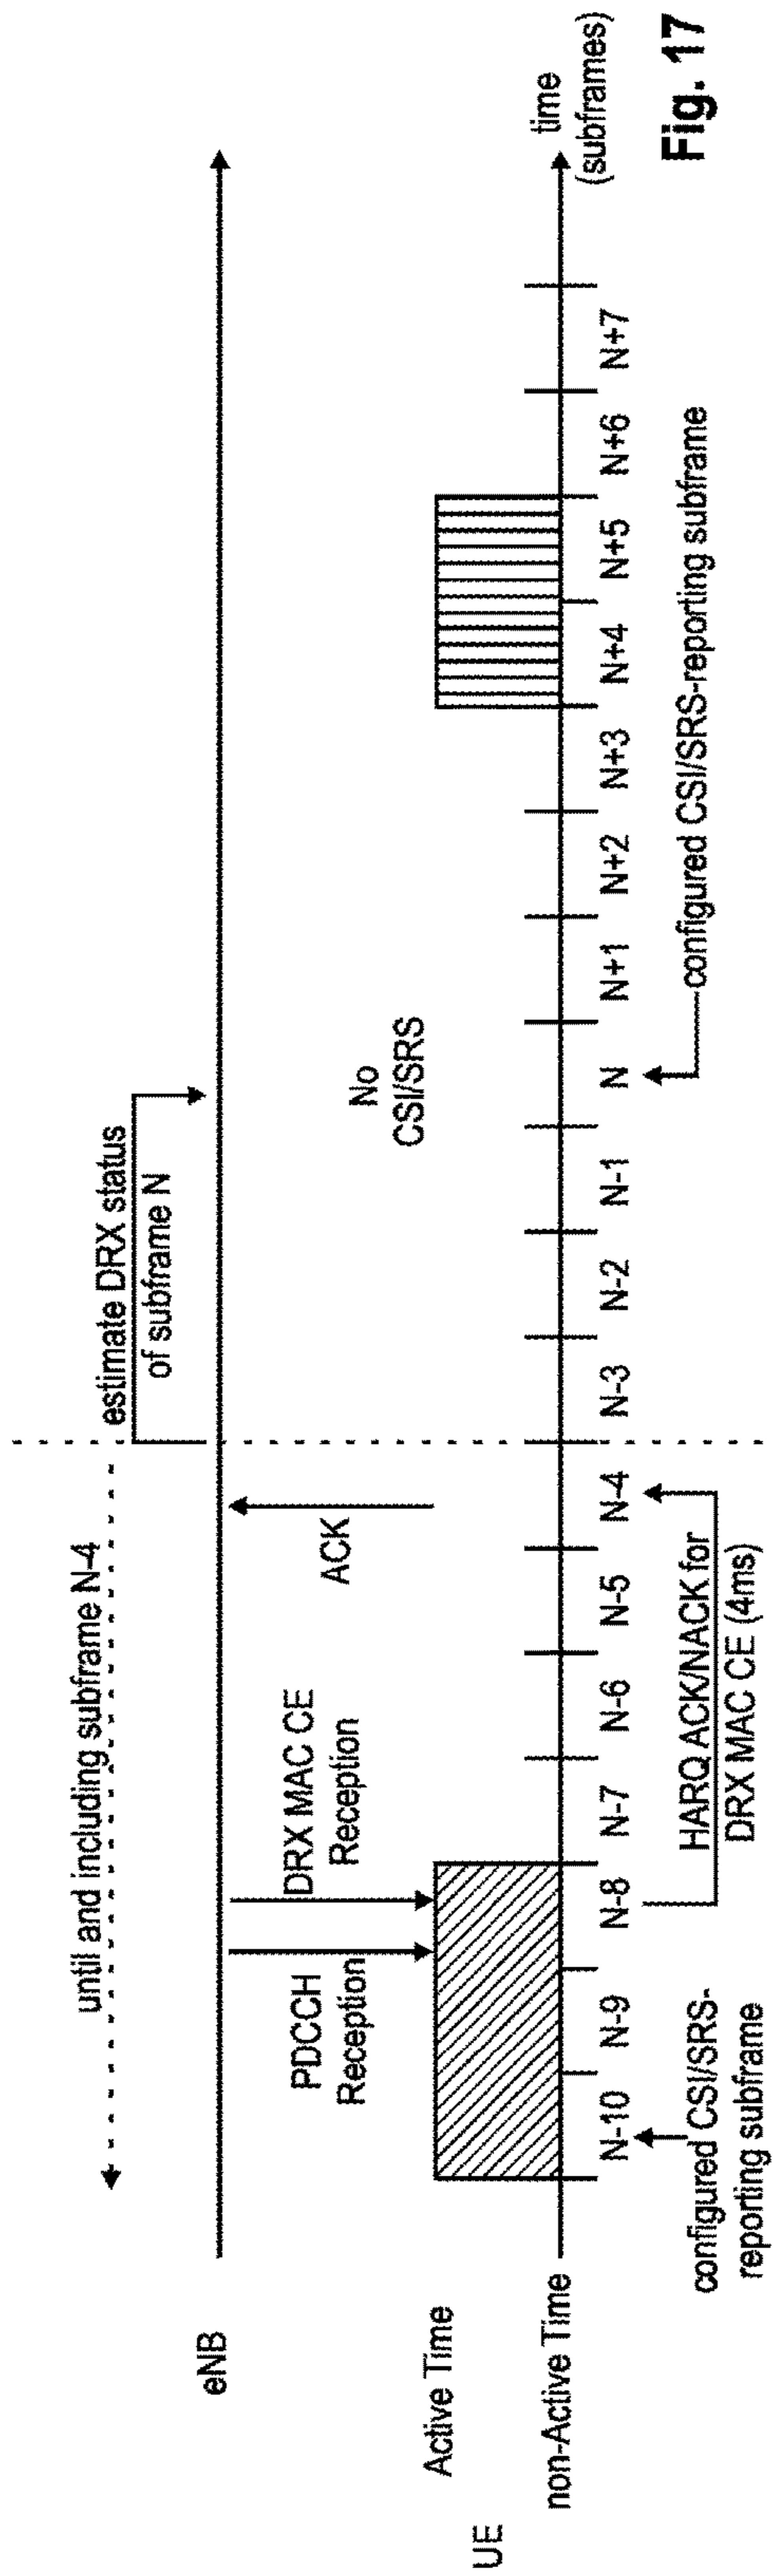 until and including subframe N-4
estimate DRX status
of subframe N
eNB
PDCCH
Reception
DRX MAC CE
Reception
ACK
No
CSI/SRS
UE
Active Time
non-Active Time
time
(subframes)
N-10
N-9
N-8
N-7
N-6
N-5
N-4
N-3
N-2
N-1
N
N+1
N+2
N+3
N+4
N+5
N+6
N+7
configured CSI/SRS-
reporting subframe
HARQ ACK/NACK for
DRX MAC CE (4ms)
configured CSI/SRS-reporting subframe
Fig. 17